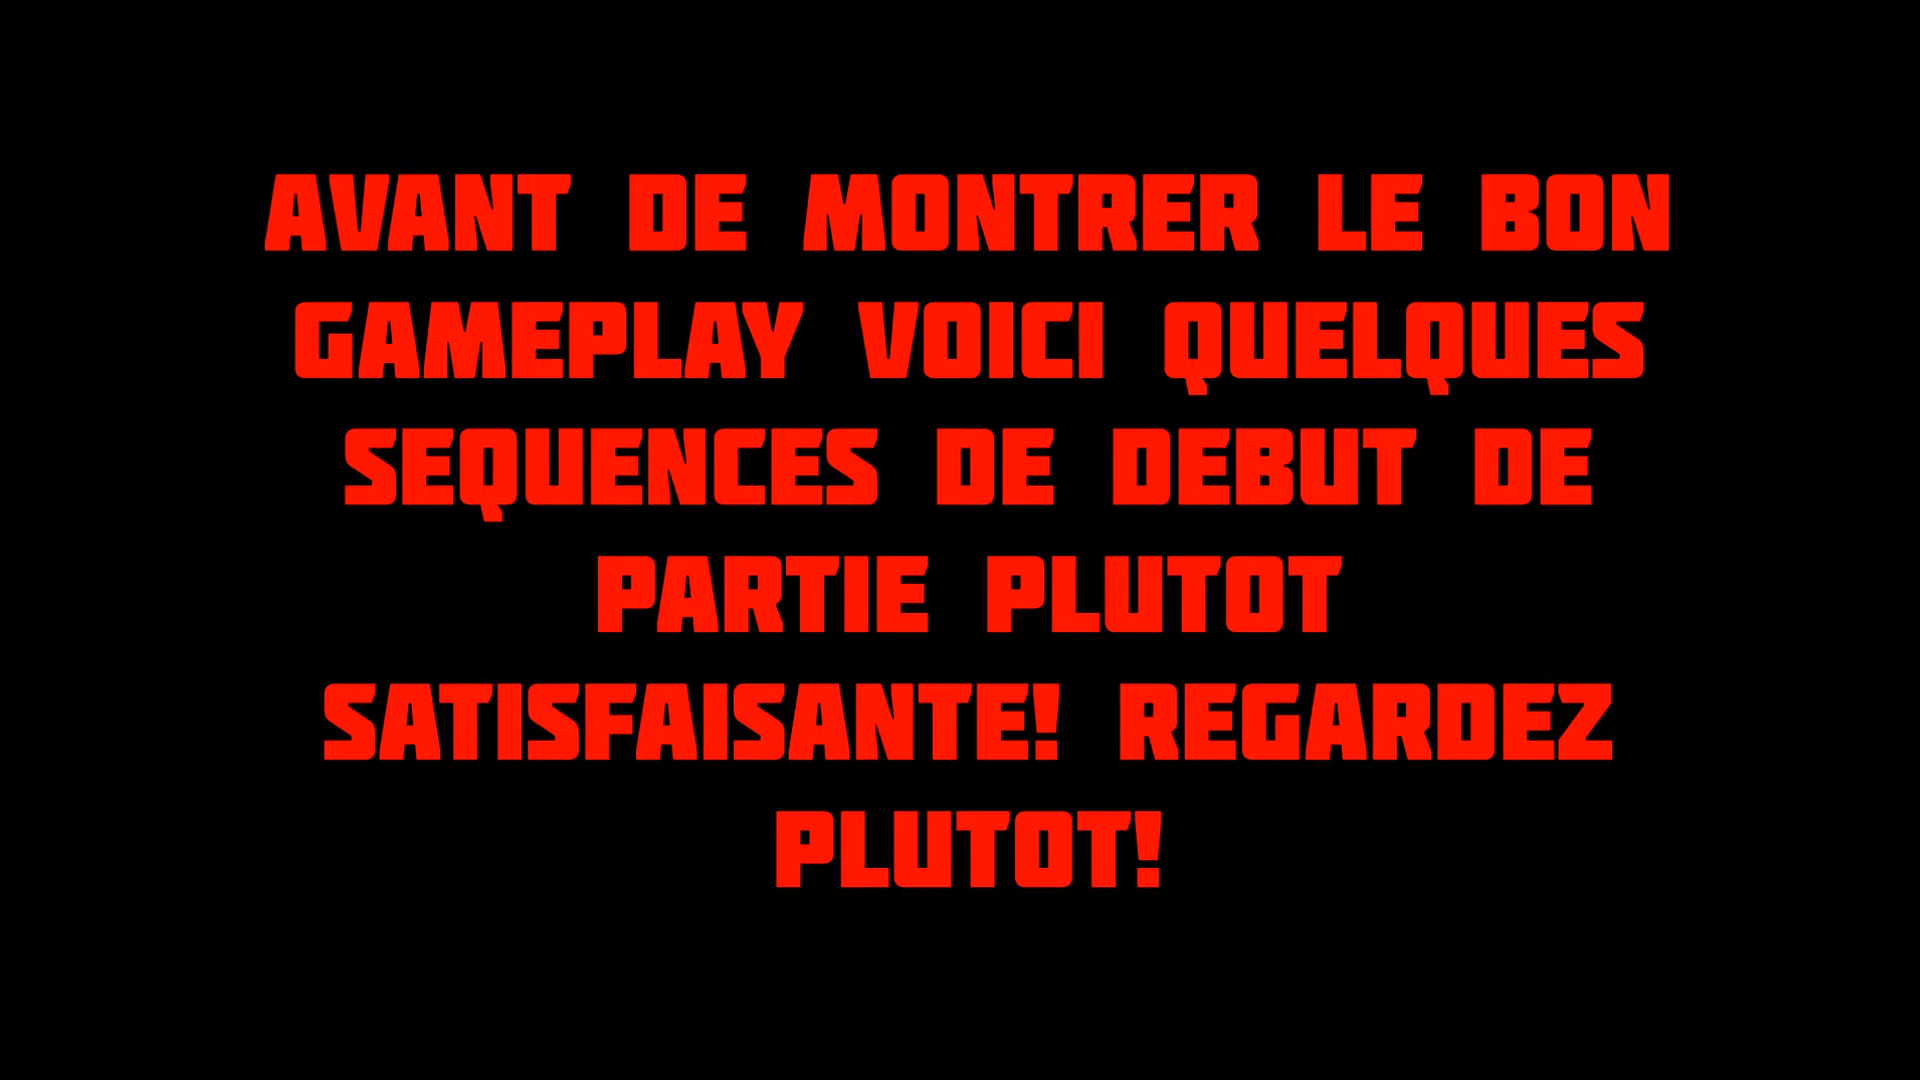 AVANT DE MONTRER LE BON
GAMEPLAY VOICI QUELQUES
SEQUENCES DE DEBUT DE
PARTIE PLUTOT
SATISFAISANTE! REGARDEZ
PLUTOT!